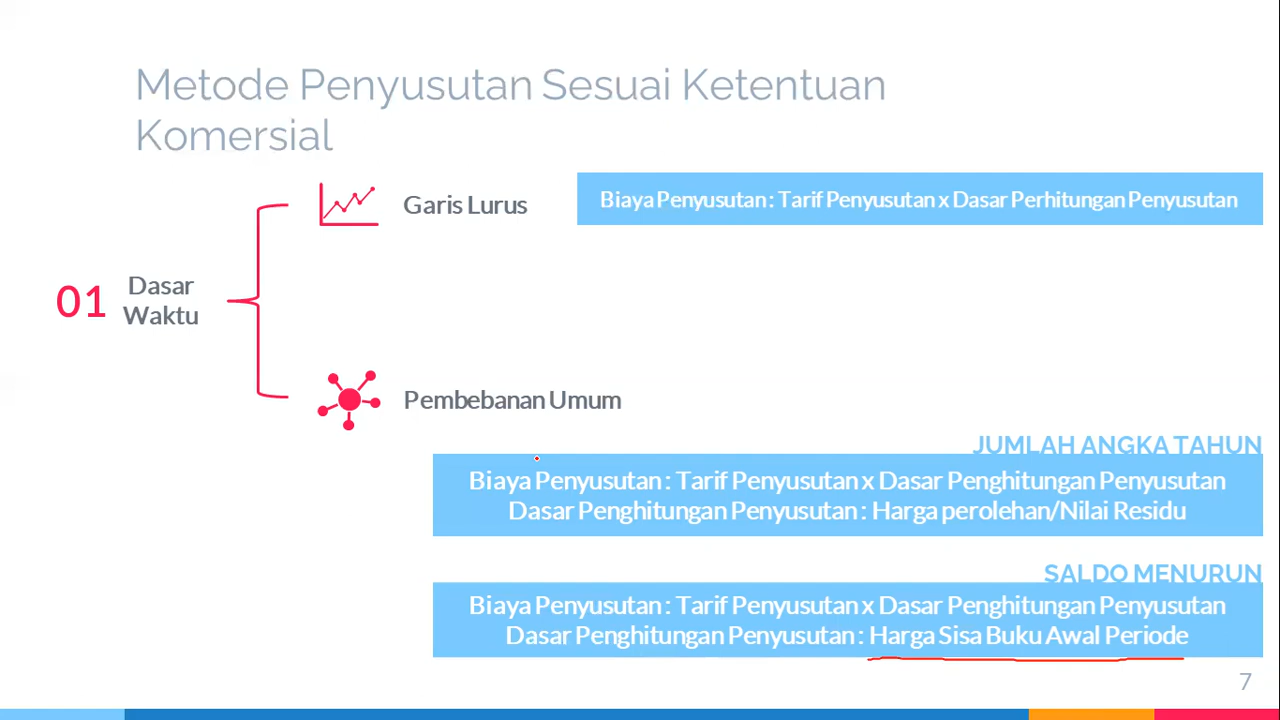 Metode Penyusutan Sesuai Ketentuan
Komersial
01
Dasar
Waktu
Garis Lurus
Biaya Penyusutan : Tarif Penyusutan x Dasar Perhitungan Penyusutan
Pembebanan Umum
JUMLAH ANGKA TAHUN
Biaya Penyusutan : Tarif Penyusutan x Dasar Penghitungan Penyusutan
Dasar Penghitungan Penyusutan : Harga perolehan/Nilai Residu
SALDO MENURUN
Biaya Penyusutan : Tarif Penyusutan x Dasar Penghitungan Penyusutan
Dasar Penghitungan Penyusutan : Harga Sisa Buku Awal Periode
7